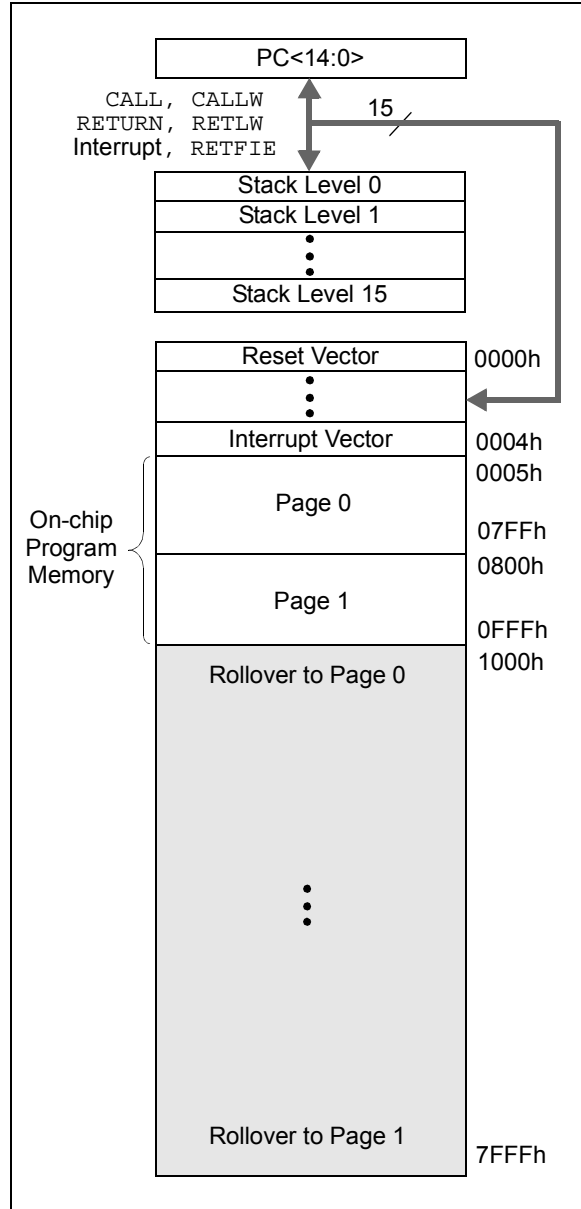 PC<14:0>
CALL, CALLW
RETURN, RETLW
Interrupt, RETFIE
15
Stack Level 0
Stack Level 1
Stack Level 15
Reset Vector
0000h
Interrupt Vector
0004h
0005h
On-chip
Program
Memory
Page 0
07FFh
0800h
Page 1
0FFFh
1000h
Rollover to Page 0
Rollover to Page 1
7FFFh